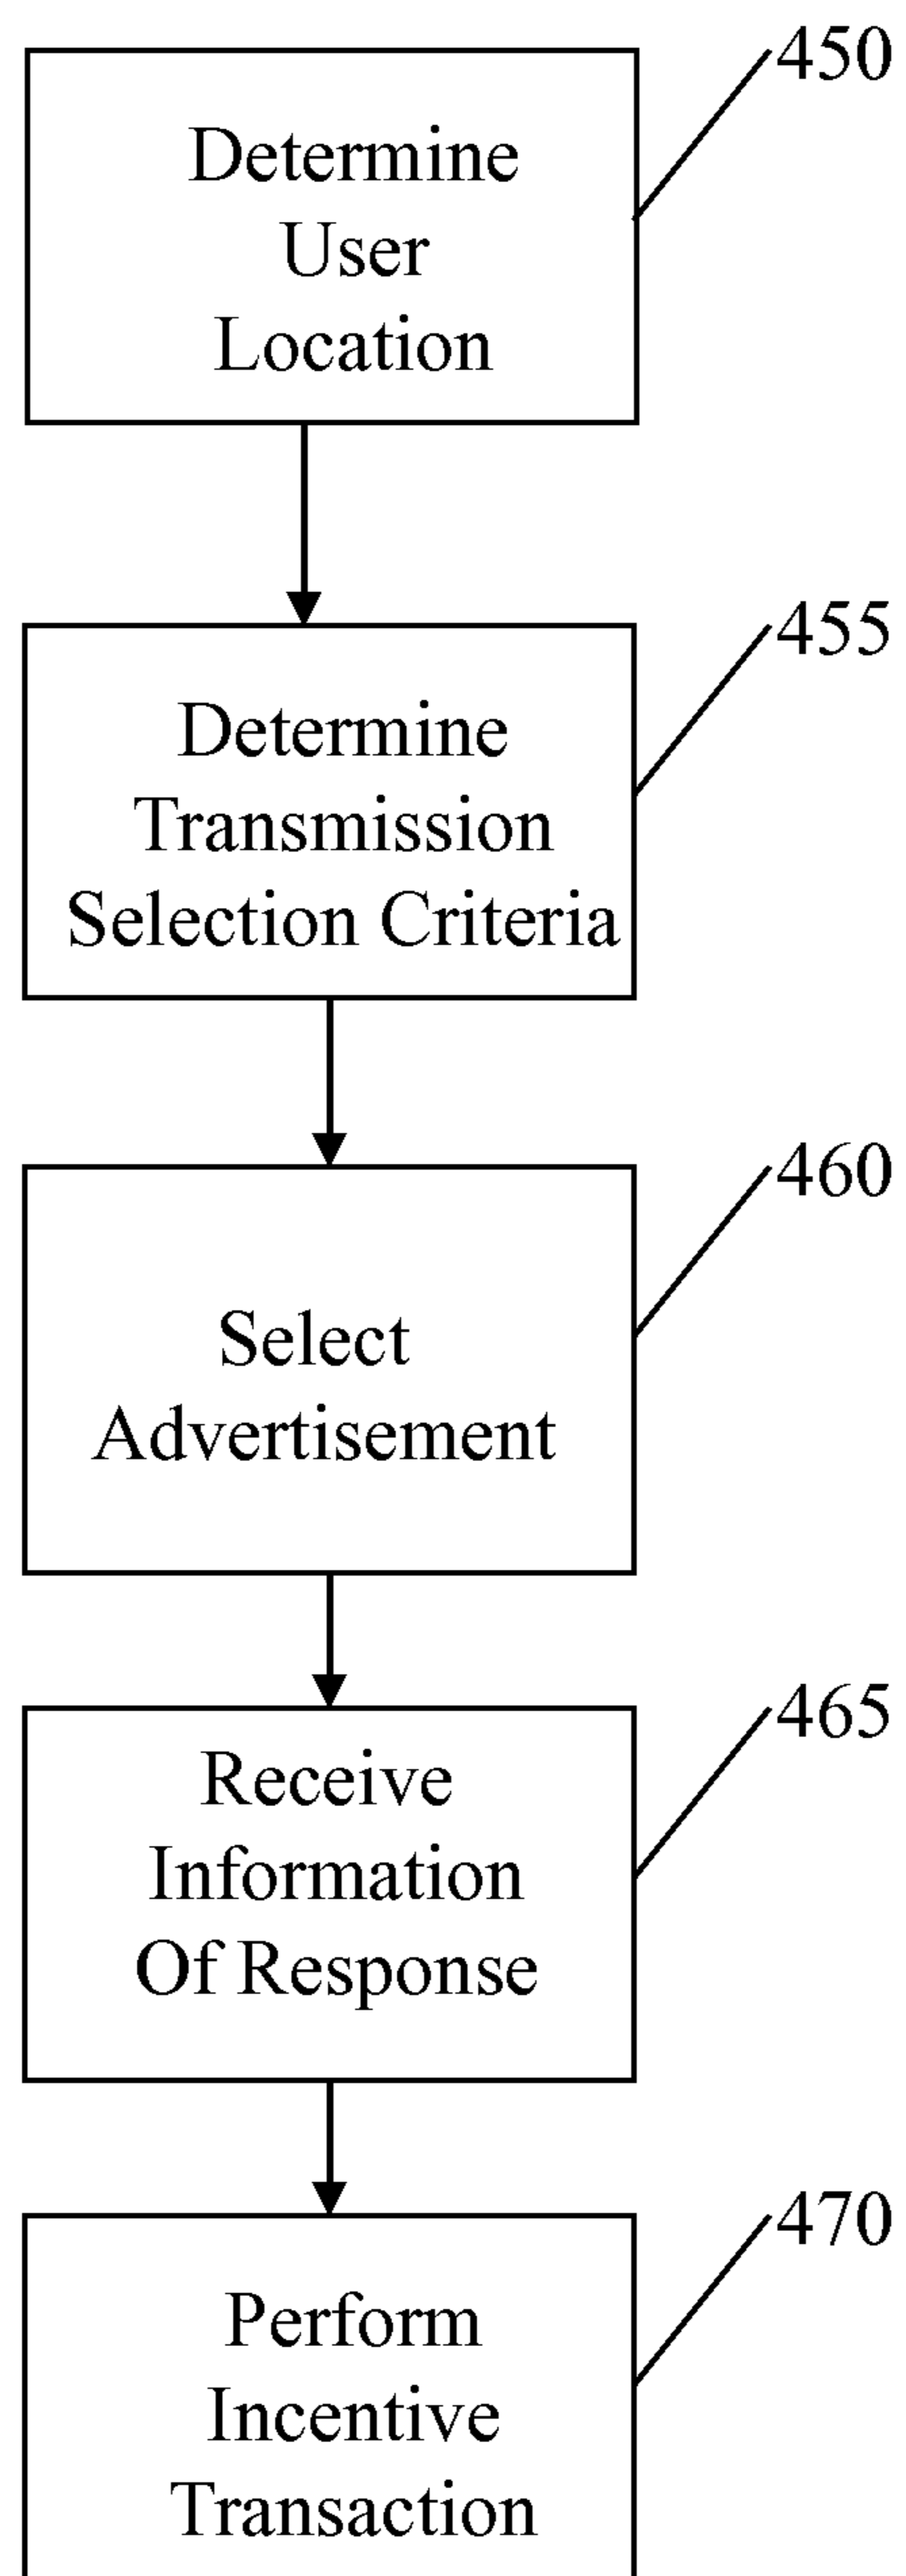 450
Determine
User
Location
455
Determine
Transmission
Selection Criteria
460
Select
Advertisement
465
Receive
Information
Of Response
470
Perform
Incentive
Transaction